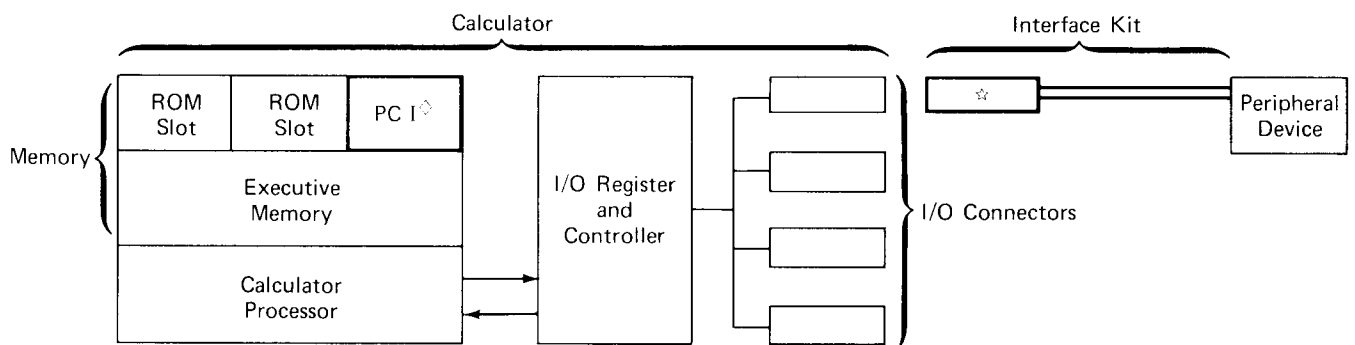 Calculator
Interface Kit
ROM
Slot
ROM
Slot
PC I◇
☆
Peripheral
Device
Memory
Executive
Memory
I/O Register
and
Controller
I/O Connectors
Calculator
Processor